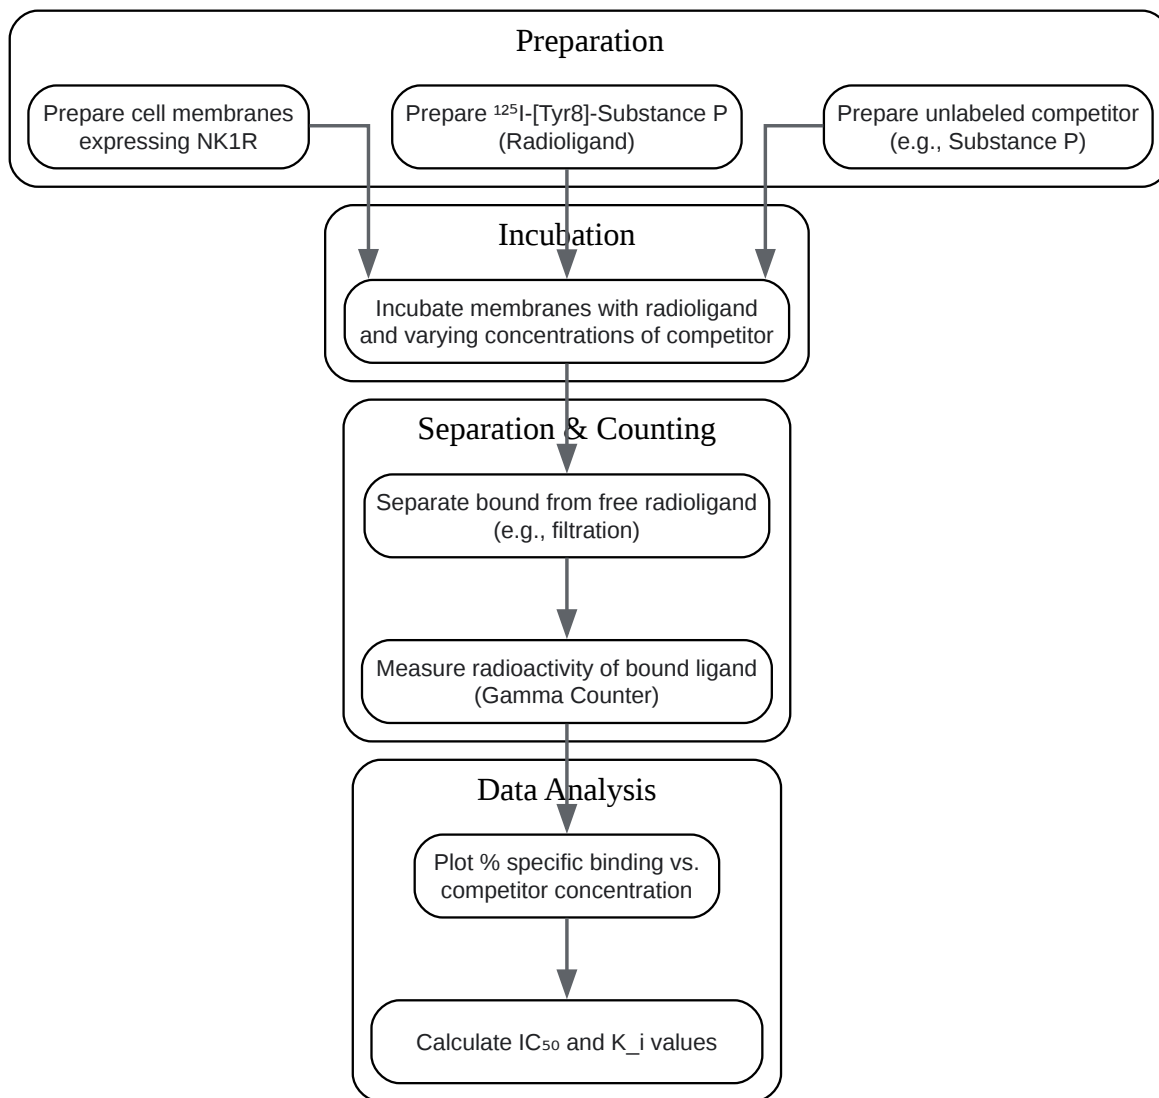 Preparation
Prepare cell membranes
expressing NK1R
Prepare ¹²⁵I-[Tyr8]-Substance P
(Radioligand)
Prepare unlabeled competitor
(e.g., Substance P)
Incubation
Incubate membranes with radioligand
and varying concentrations of competitor
Separation & Counting
Separate bound from free radioligand
(e.g., filtration)
Measure radioactivity of bound ligand
(Gamma Counter)
Data Analysis
Plot % specific binding vs.
competitor concentration
Calculate IC₅₀ and K_i values